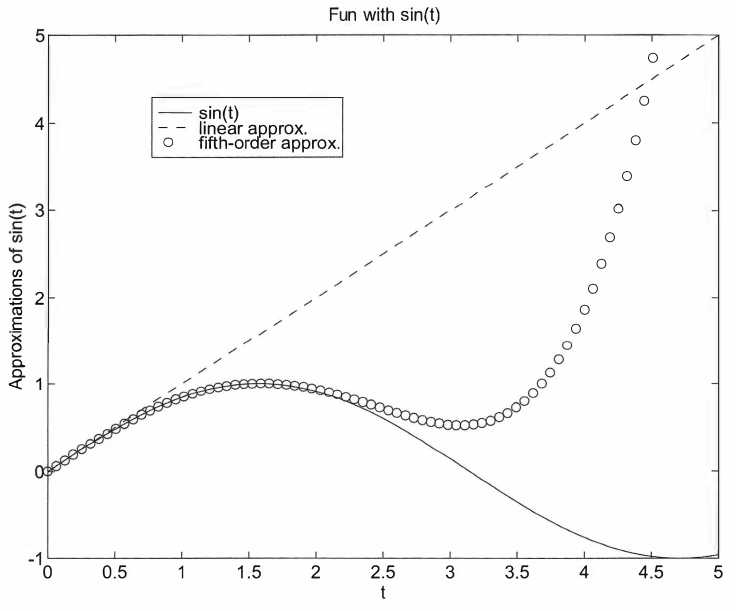 Fun with sin(t)
sin(t)
linear approx.
fifth-order approx.
Approximations of sin(t)
5
4
3
2
1
0
-1
0 0.5 1 1.5 2 2.5 3 3.5 4 4.5 5
t